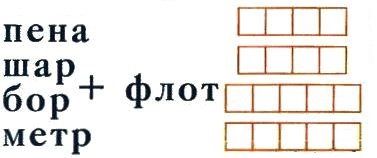 пена
шар
бор + флот
метр